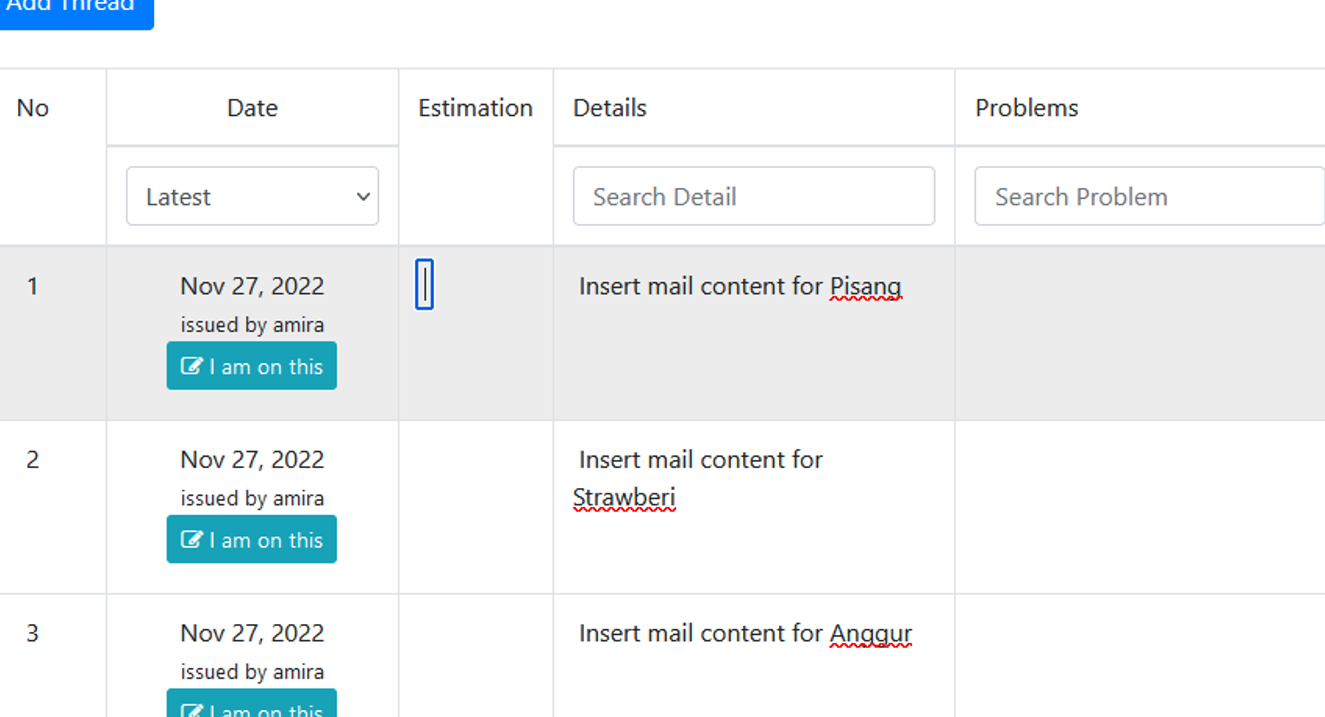 Add Thread
No Date Estimation Details Problems
Latest Search Detail Search Problem
1 Nov 27, 2022 Insert mail content for Pisang
issued by amira
I am on this
2 Nov 27, 2022 Insert mail content for
issued by amira Strawberi
I am on this
3 Nov 27, 2022 Insert mail content for Anggur
issued by amira
I am on this